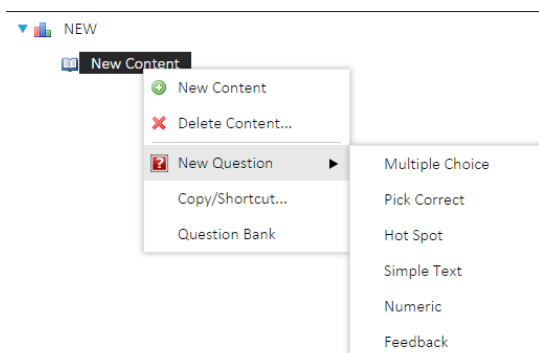 NEW
New Content
New Content
Delete Content...
New Question
Copy/Shortcut...
Question Bank
Multiple Choice
Pick Correct
Hot Spot
Simple Text
Numeric
Feedback